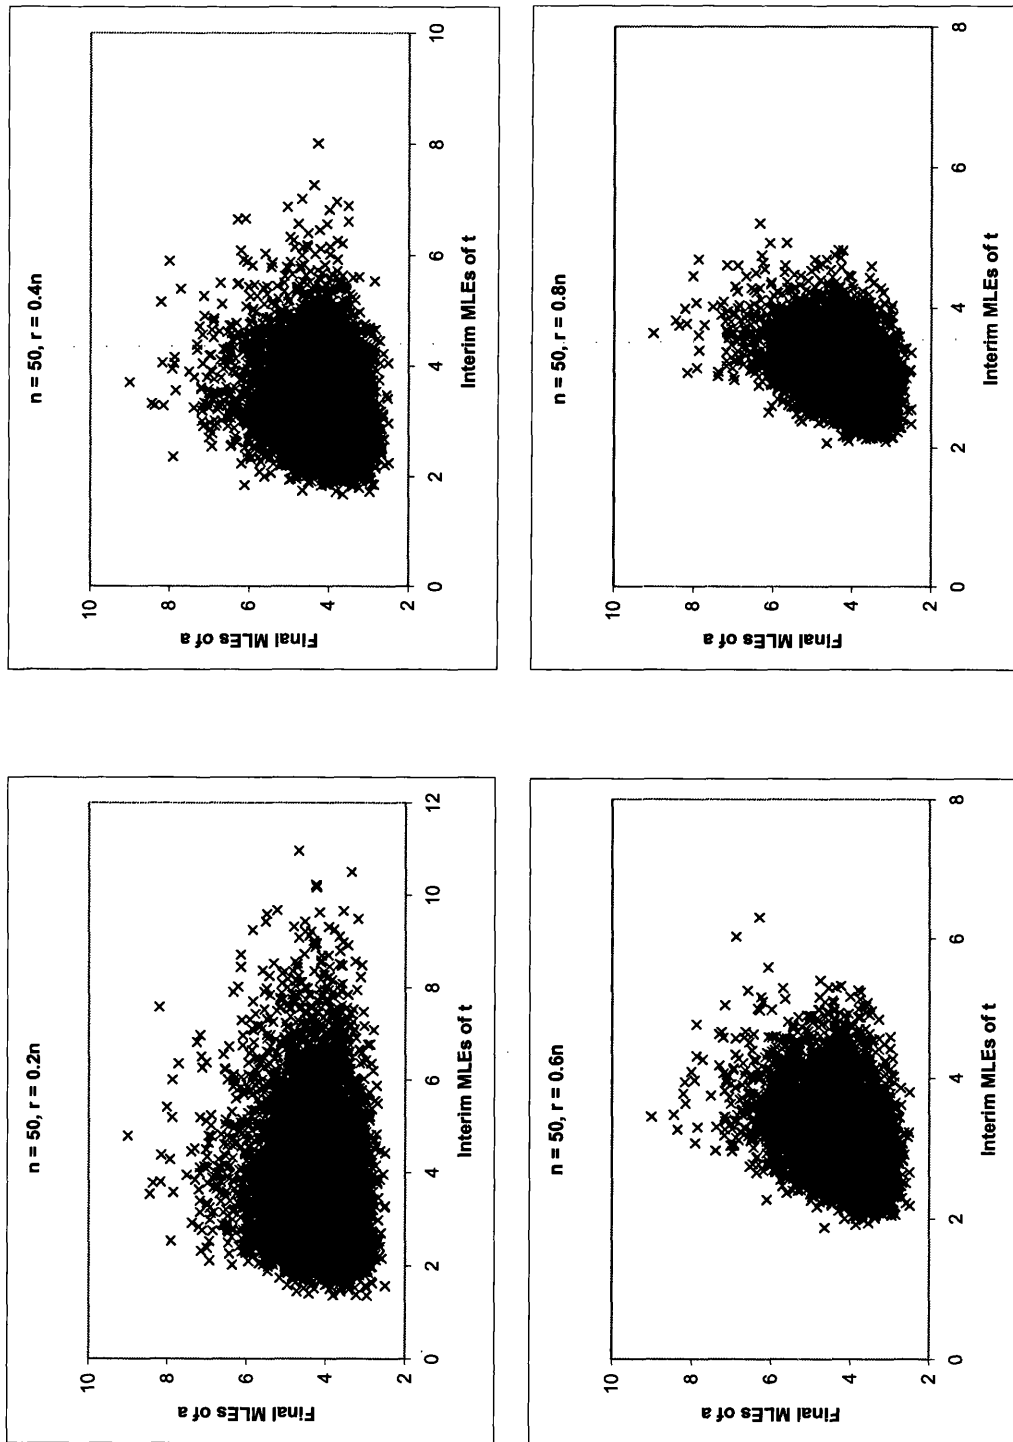 n = 50, r = 0.2n
Final MLEs of a
10
8
6
4
2
0 2 4 6 8 10 12
Interim MLEs of t
n = 50, r = 0.4n
Final MLEs of a
10
8
6
4
2
0 2 4 6 8 10
Interim MLEs of t
n = 50, r = 0.6n
Final MLEs of a
10
8
6
4
2
0 2 4 6 8
Interim MLEs of t
n = 50, r = 0.8n
Final MLEs of a
10
8
6
4
2
0 2 4 6 8
Interim MLEs of t